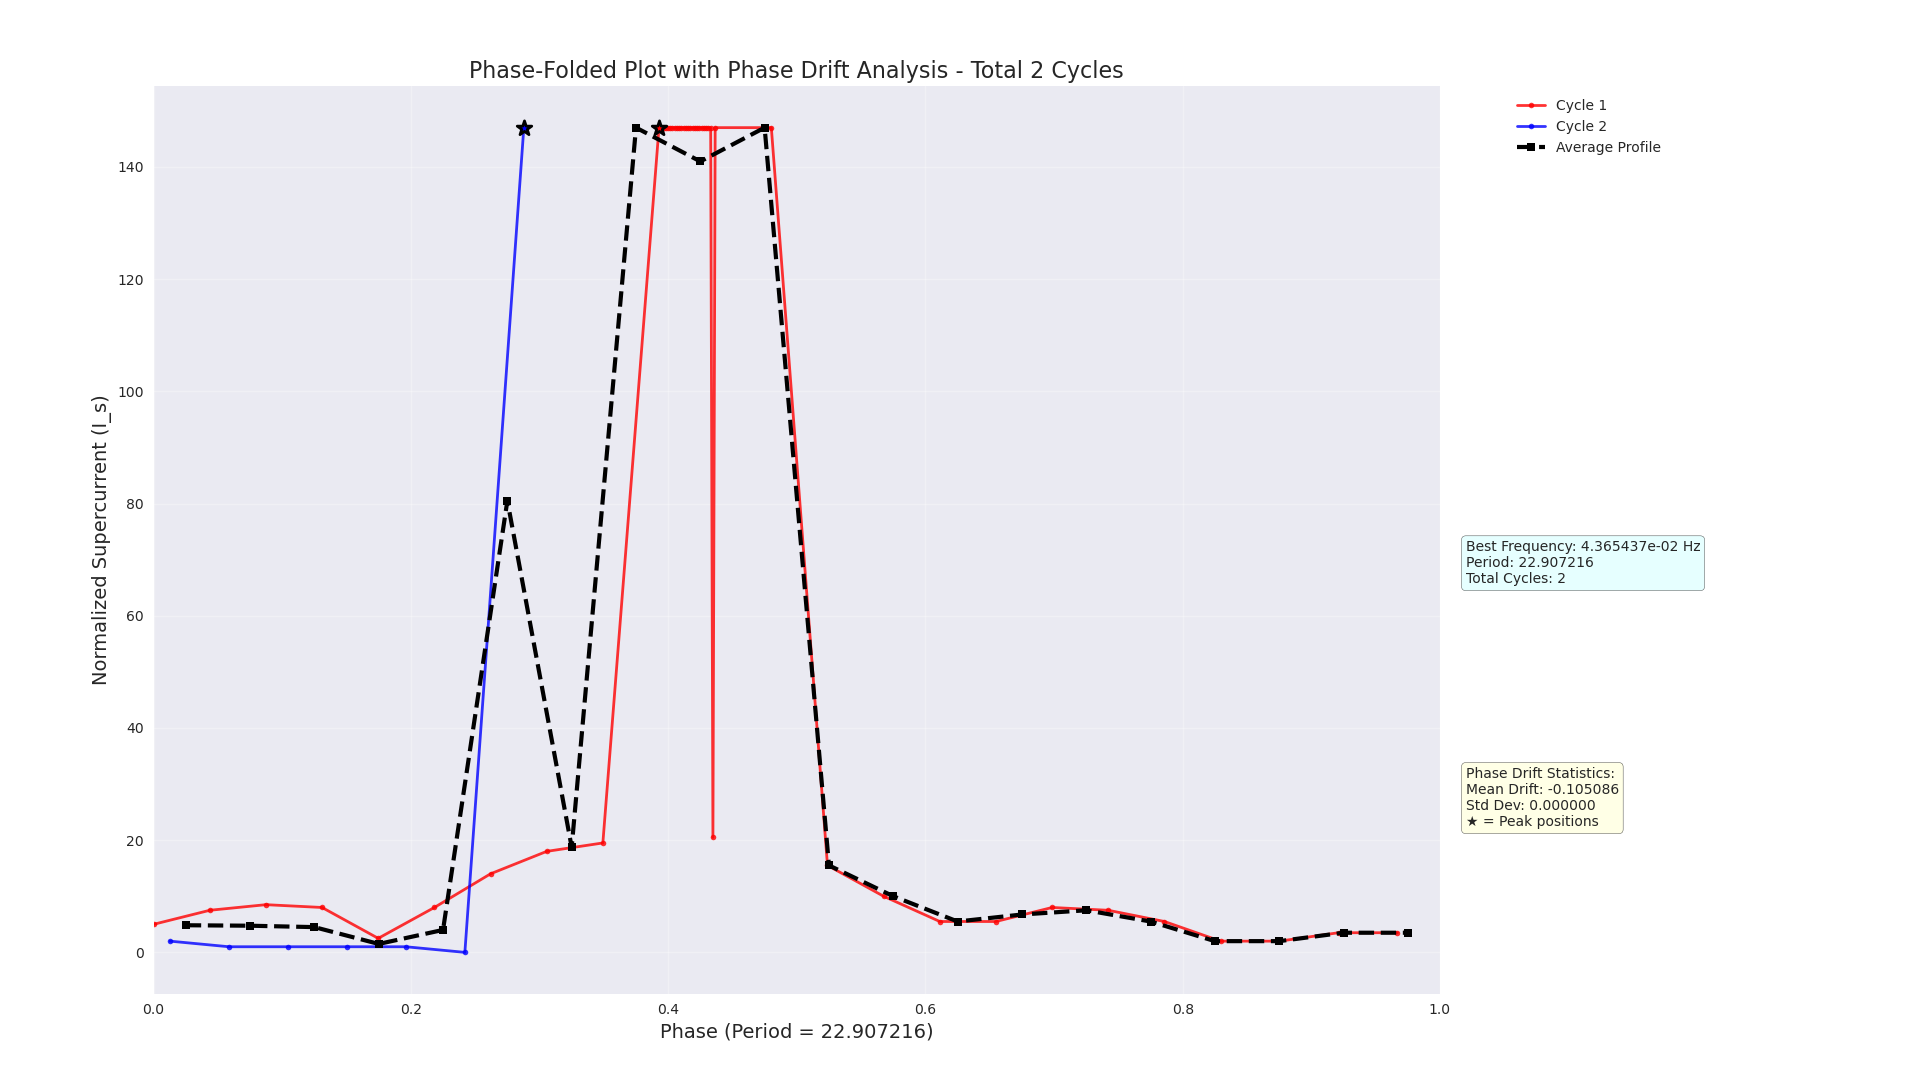 Phase-Folded Plot with Phase Drift Analysis - Total 2 Cycles
Cycle 1
Cycle 2
Average Profile
Normalized Supercurrent (I_s)
140
120
100
80
60
40
20
0
0.0
0.2
0.4
0.6
0.8
1.0
Phase (Period = 22.907216)
Best Frequency: 4.365437e-02 Hz
Period: 22.907216
Total Cycles: 2
Phase Drift Statistics:
Mean Drift: -0.105086
Std Dev: 0.000000
★ = Peak positions